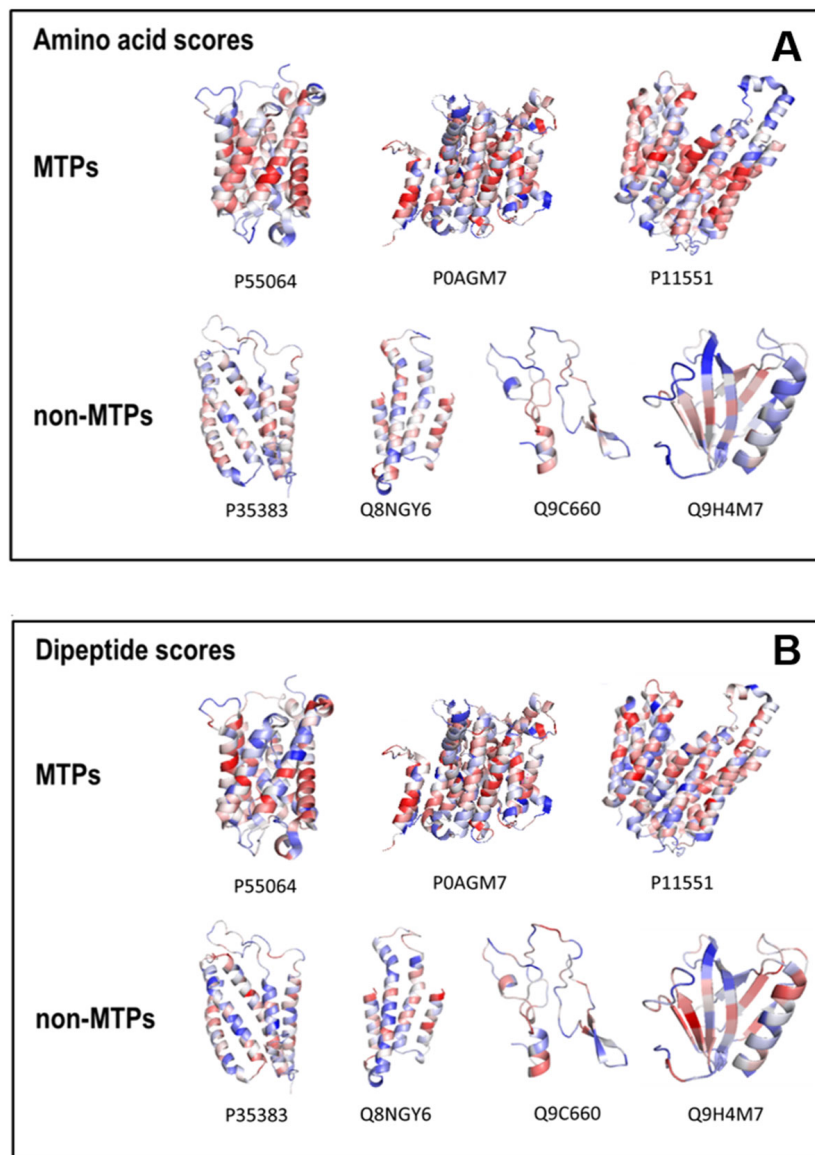 Amino acid scores A
MTPs
P55064 P0AGM7 P11551
non-MTPs
P35383 Q8NGY6 Q9C660 Q9H4M7
Dipeptide scores B
MTPs
P55064 P0AGM7 P11551
non-MTPs
P35383 Q8NGY6 Q9C660 Q9H4M7